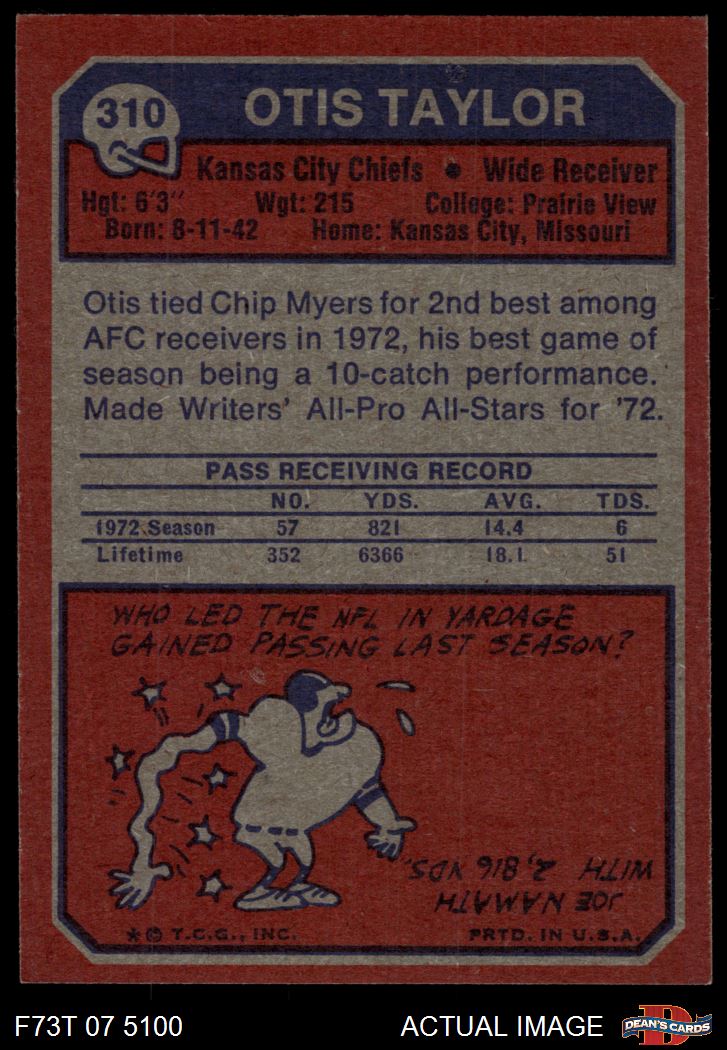 310
OTIS TAYLOR
Kansas City Chiefs • Wide Receiver
Hgt: 6'3" Wgt: 215 College: Prairie View
Born: 8-11-42 Home: Kansas City, Missouri
Otis tied Chip Myers for 2nd best among
AFC receivers in 1972, his best game of
season being a 10-catch performance.
Made Writers' All-Pro All-Stars for '72.
PASS RECEIVING RECORD
NO. YDS. AVG. TDS.
1972 Season 57 821 14.4 6
Lifetime 352 6366 18.1 51
WHO LED THE NFL IN YARDAGE
GAINED PASSING LAST SEASON?
JOE NAMATH
WITH 2,816 YDS.
* © T.C.G., INC. PRTD. IN U.S.A.
F73T 07 5100 ACTUAL IMAGE
D
DEAN'S CARDS